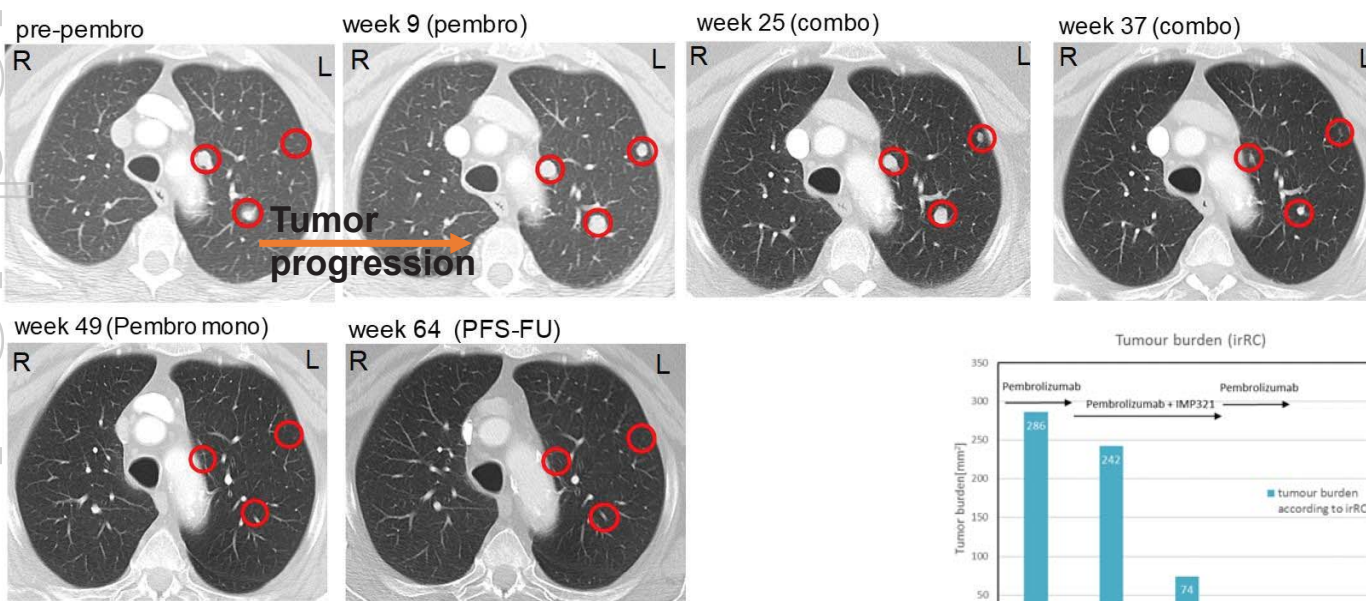 pre-pembro
week 9 (pembro)
week 25 (combo)
week 37 (combo)
R
L
R
L
R
L
R
L
Tumor
progression
week 49 (Pembro mono)
week 64 (PFS-FU)
R
L
R
L
Tumour burden (irRC)
350
300
250
200
150
100
50
Tumor burden[mm²]
Pembrolizumab
Pembrolizumab + IMP321
Pembrolizumab
286
242
74
tumour burden
according to irRC